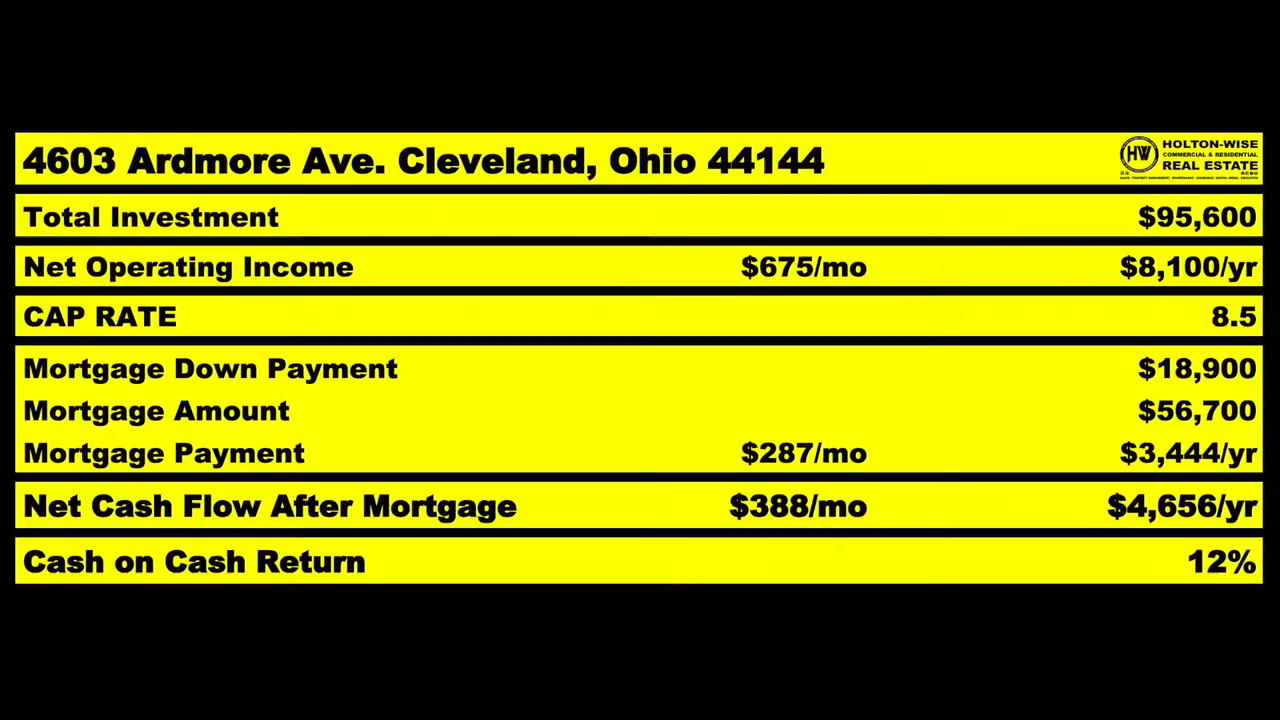 4603 Ardmore Ave. Cleveland, Ohio 44144
HW
HOLTON-WISE
COMMERCIAL & RESIDENTIAL
REAL ESTATE
Total Investment $95,600
Net Operating Income $675/mo $8,100/yr
CAP RATE 8.5
Mortgage Down Payment $18,900
Mortgage Amount $56,700
Mortgage Payment $287/mo $3,444/yr
Net Cash Flow After Mortgage $388/mo $4,656/yr
Cash on Cash Return 12%